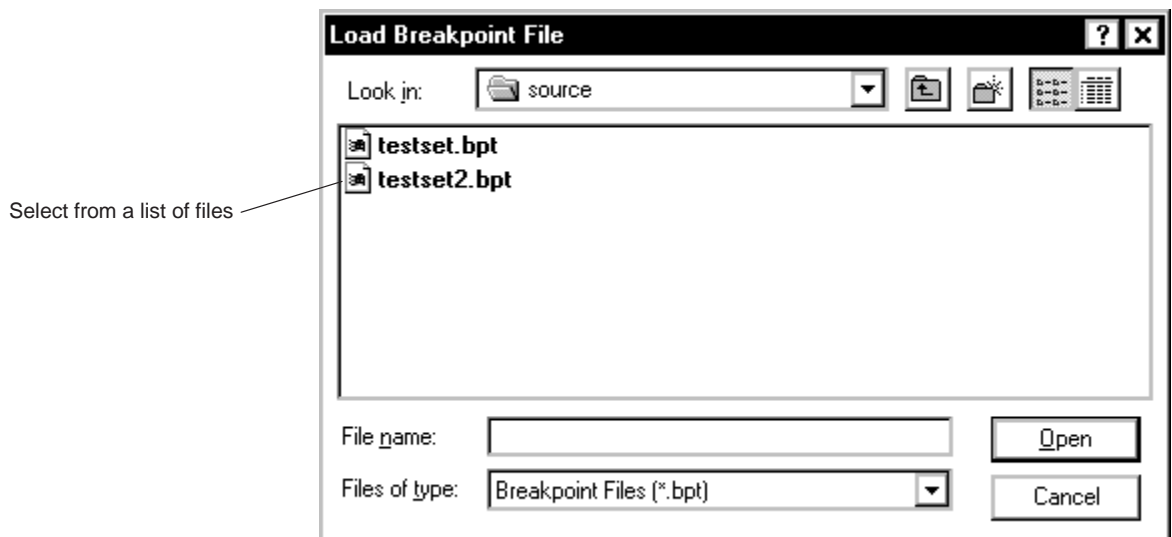 Load Breakpoint File
Look in: source
testset.bpt
testset2.bpt
Select from a list of files
File name:
Open
Files of type: Breakpoint Files (*.bpt)
Cancel